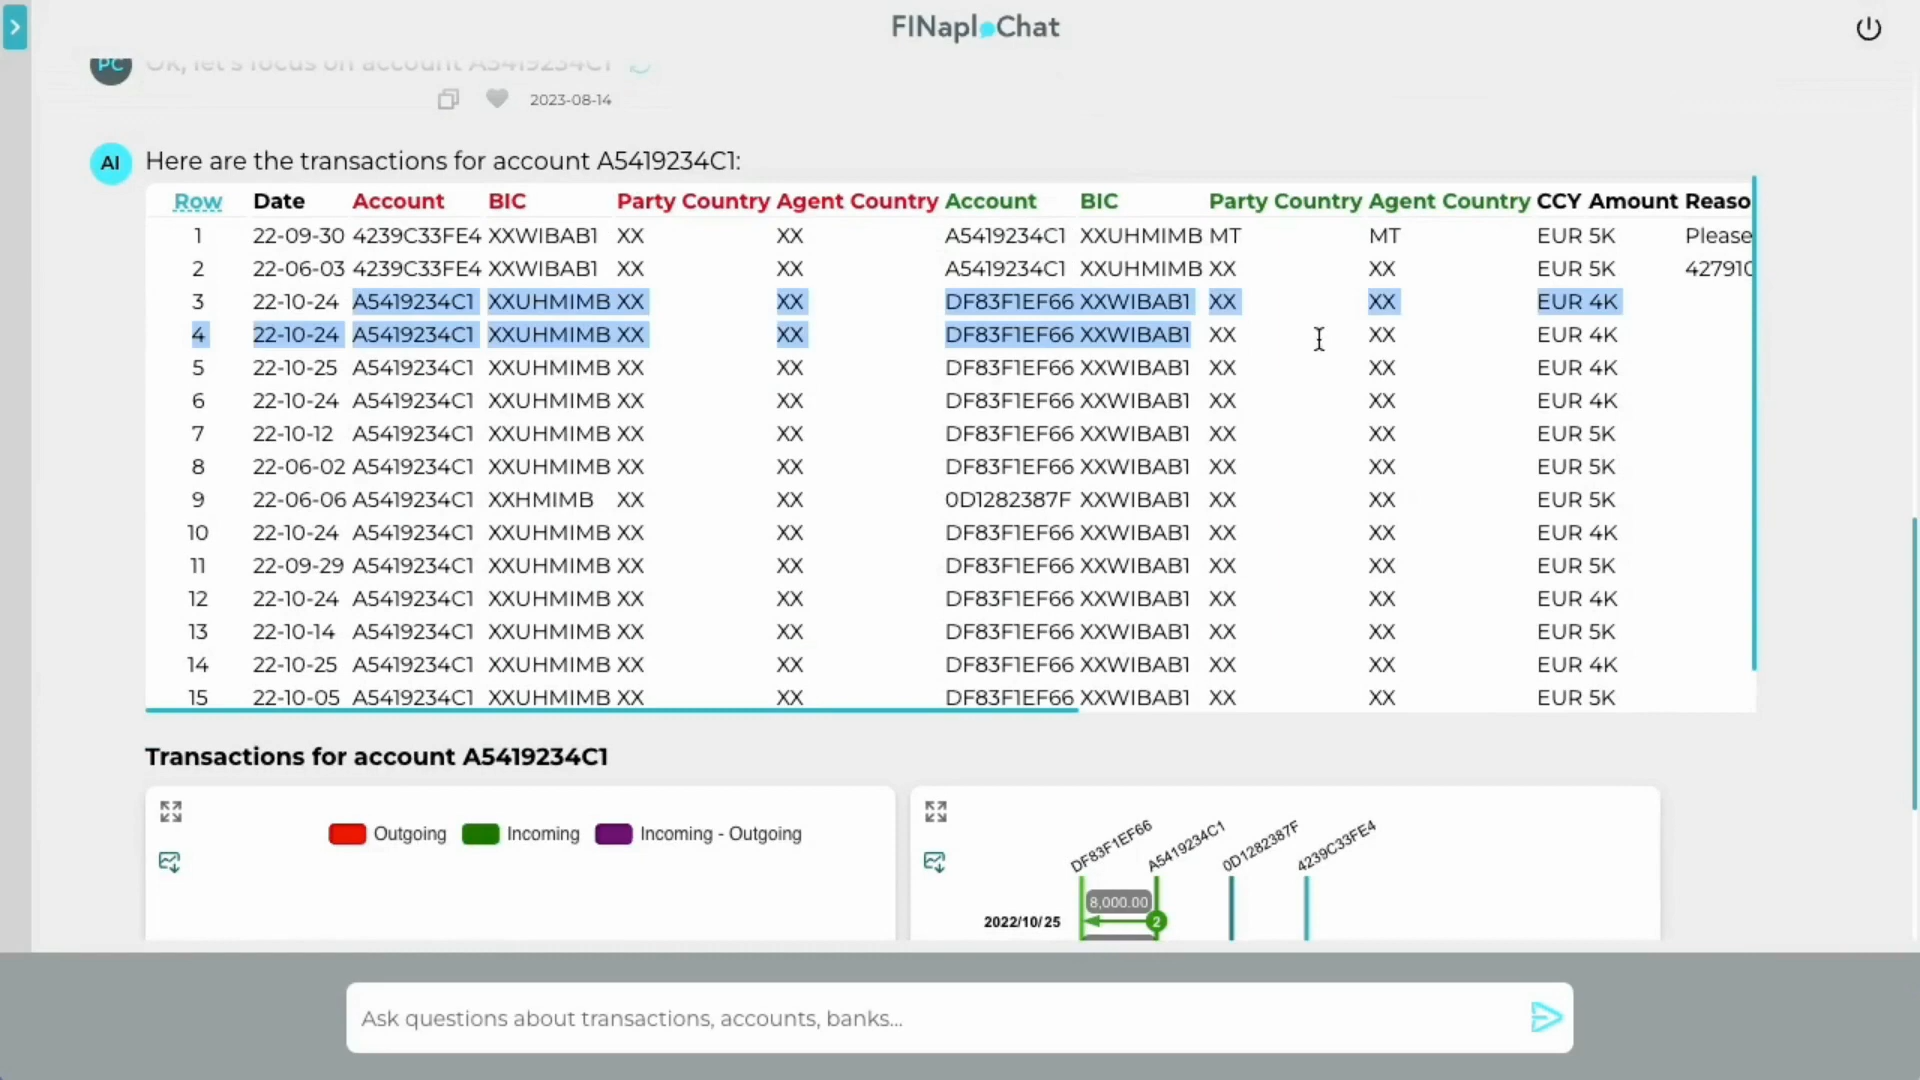 FINaploChat
PC Ok, let's focus on account A5419234C1
2023-08-14
AI Here are the transactions for account A5419234C1:
Row Date Account BIC Party Country Agent Country Account BIC Party Country Agent Country CCY Amount Reaso
1 22-09-30 4239C33FE4 XXWIBAB1 XX XX A5419234C1 XXUHMIMB MT MT EUR 5K Please
2 22-06-03 4239C33FE4 XXWIBAB1 XX XX A5419234C1 XXUHMIMB XX XX EUR 5K 427910
3 22-10-24 A5419234C1 XXUHMIMB XX XX DF83F1EF66 XXWIBAB1 XX XX EUR 4K
4 22-10-24 A5419234C1 XXUHMIMB XX XX DF83F1EF66 XXWIBAB1 XX XX EUR 4K
5 22-10-25 A5419234C1 XXUHMIMB XX XX DF83F1EF66 XXWIBAB1 XX XX EUR 4K
6 22-10-24 A5419234C1 XXUHMIMB XX XX DF83F1EF66 XXWIBAB1 XX XX EUR 4K
7 22-10-12 A5419234C1 XXUHMIMB XX XX DF83F1EF66 XXWIBAB1 XX XX EUR 5K
8 22-06-02 A5419234C1 XXUHMIMB XX XX DF83F1EF66 XXWIBAB1 XX XX EUR 5K
9 22-06-06 A5419234C1 XXHMIMB XX XX 0D1282387F XXWIBAB1 XX XX EUR 5K
10 22-10-24 A5419234C1 XXUHMIMB XX XX DF83F1EF66 XXWIBAB1 XX XX EUR 4K
11 22-09-29 A5419234C1 XXUHMIMB XX XX DF83F1EF66 XXWIBAB1 XX XX EUR 5K
12 22-10-24 A5419234C1 XXUHMIMB XX XX DF83F1EF66 XXWIBAB1 XX XX EUR 4K
13 22-10-14 A5419234C1 XXUHMIMB XX XX DF83F1EF66 XXWIBAB1 XX XX EUR 5K
14 22-10-25 A5419234C1 XXUHMIMB XX XX DF83F1EF66 XXWIBAB1 XX XX EUR 4K
15 22-10-05 A5419234C1 XXUHMIMB XX XX DF83F1EF66 XXWIBAB1 XX XX EUR 5K
Transactions for account A5419234C1
Outgoing Incoming Incoming - Outgoing
DF83F1EF66 A5419234C1 0D1282387F 4239C33FE4
8,000.00
2022/10/25 2
Ask questions about transactions, accounts, banks...